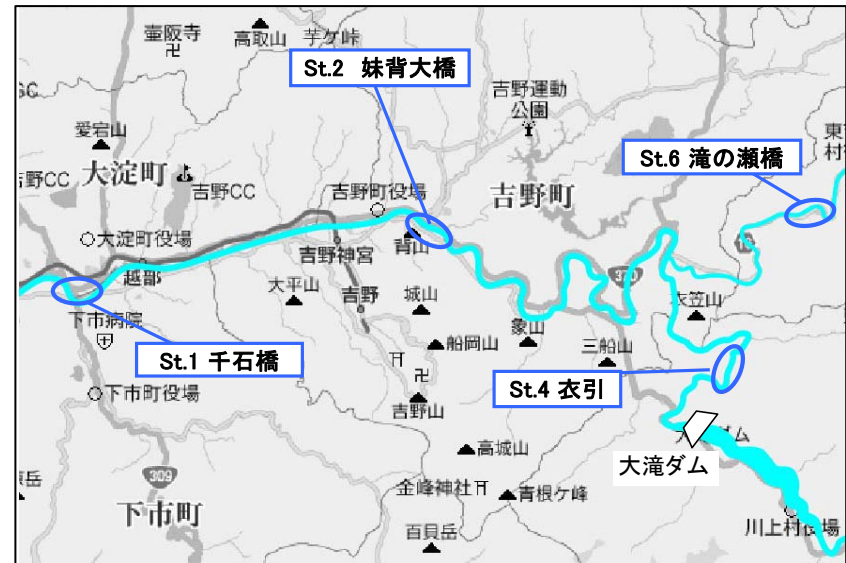 壷阪寺
卍
高取山
芋ケ峠
St.2 妹背大橋
吉野運動
公園
愛宕山
St.6 滝の瀬橋
野CC
大淀町
吉野CC
吉野町役場
吉野町
大淀町役場
越部
吉野神宮
背山
370
大平山
吉野
城山
衣笠山
下市病院
船岡山
象山
三船山
St.1 千石橋
卍
St.4 衣引
下市町役場
吉野山
高城山
大滝ダム
309
金峰神社
青根ケ峰
下市町
百貝岳
川上村役場